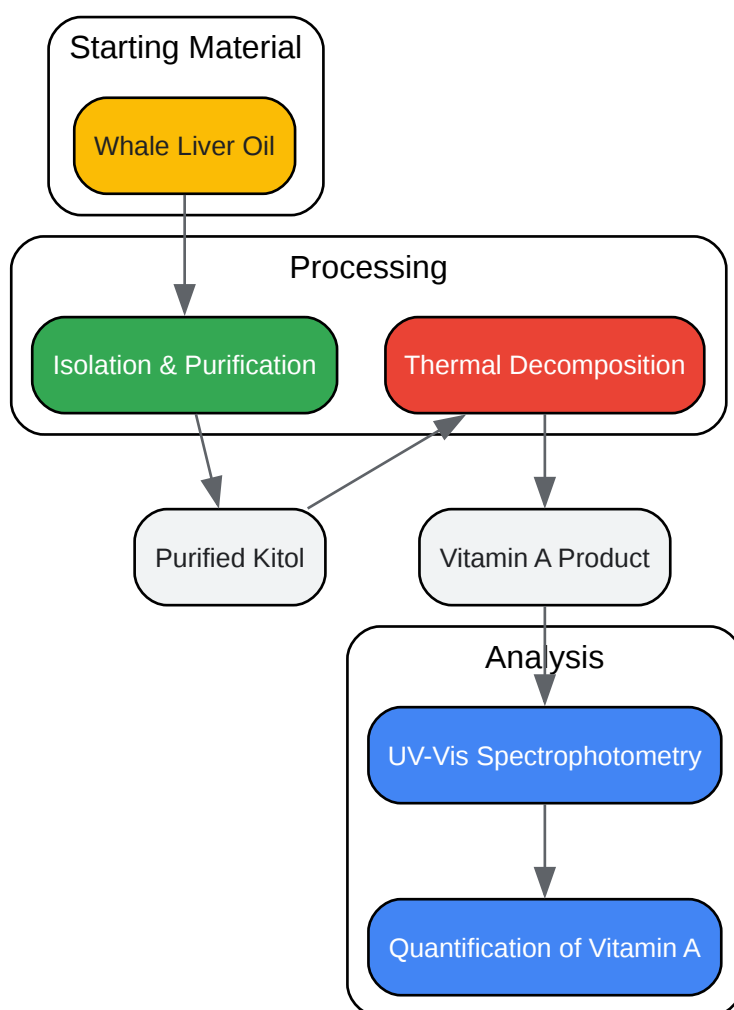 Starting Material
Whale Liver Oil
Processing
Isolation & Purification
Thermal Decomposition
Purified Kitol
Vitamin A Product
Analysis
UV-Vis Spectrophotometry
Quantification of Vitamin A